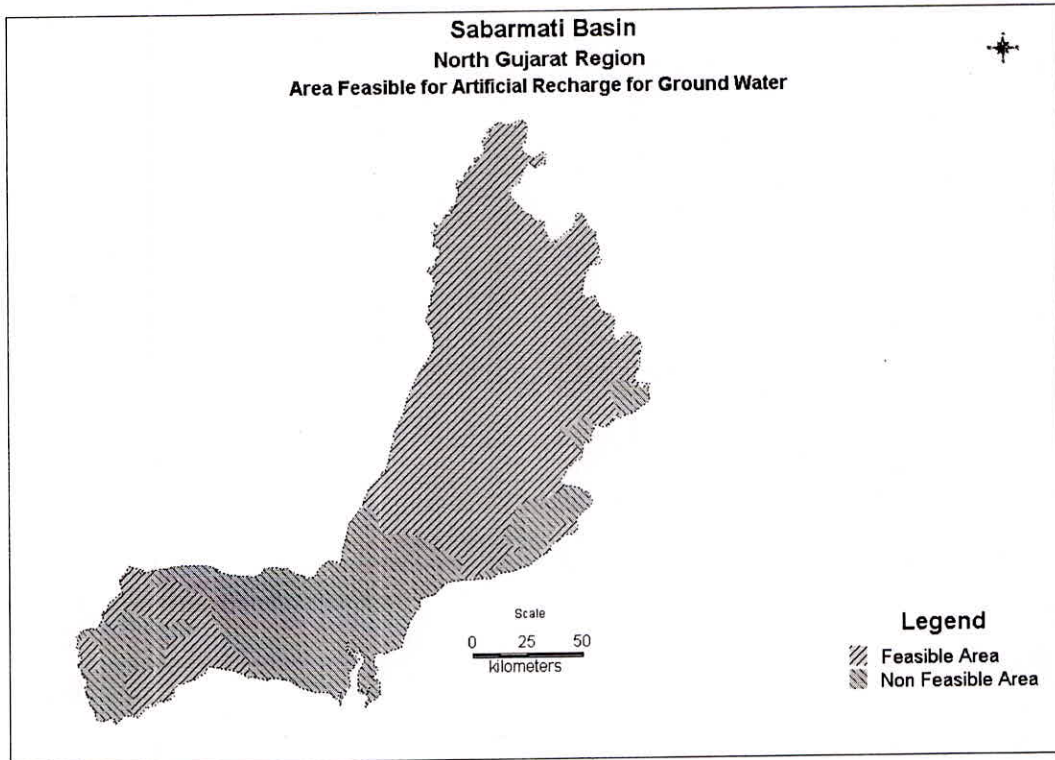 Sabarmati Basin
North Gujarat Region
Area Feasible for Artificial Recharge for Ground Water
Scale
0 25 50
kilometers
Legend
Feasible Area
Non Feasible Area